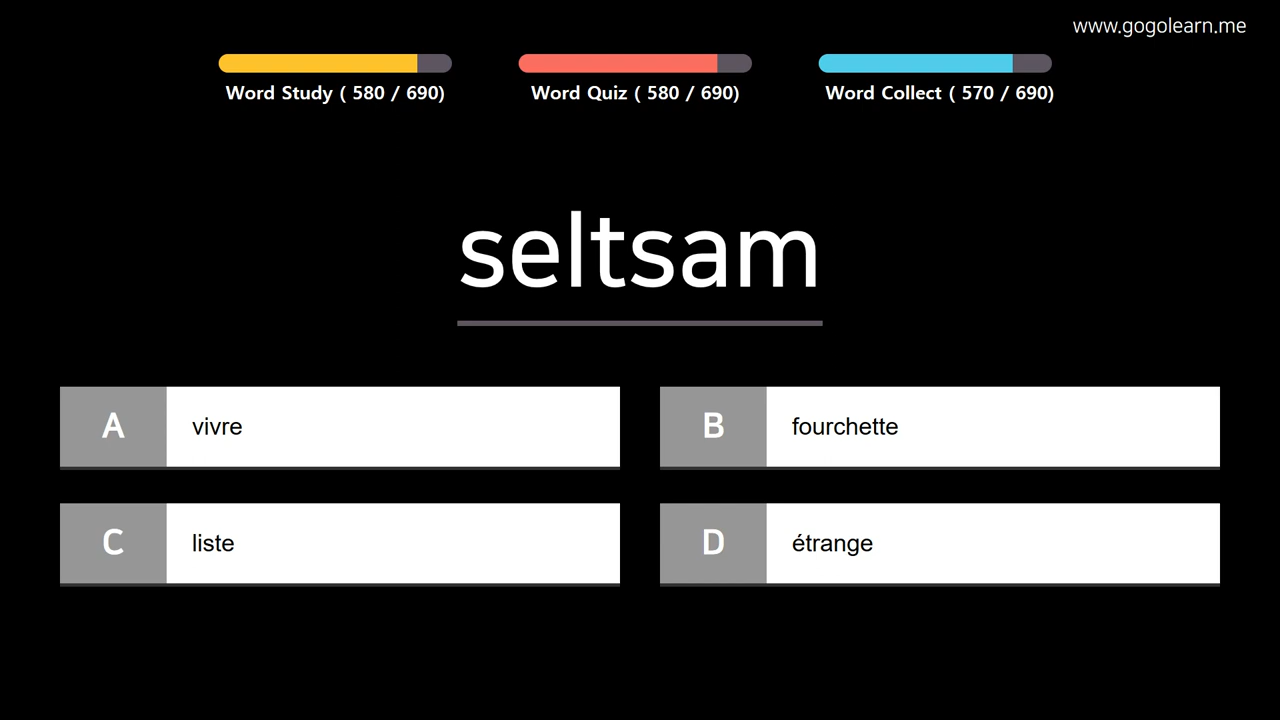 www.gogolearn.me
Word Study ( 580 / 690)
Word Quiz ( 580 / 690)
Word Collect ( 570 / 690)
seltsam
A vivre
B fourchette
C liste
D étrange